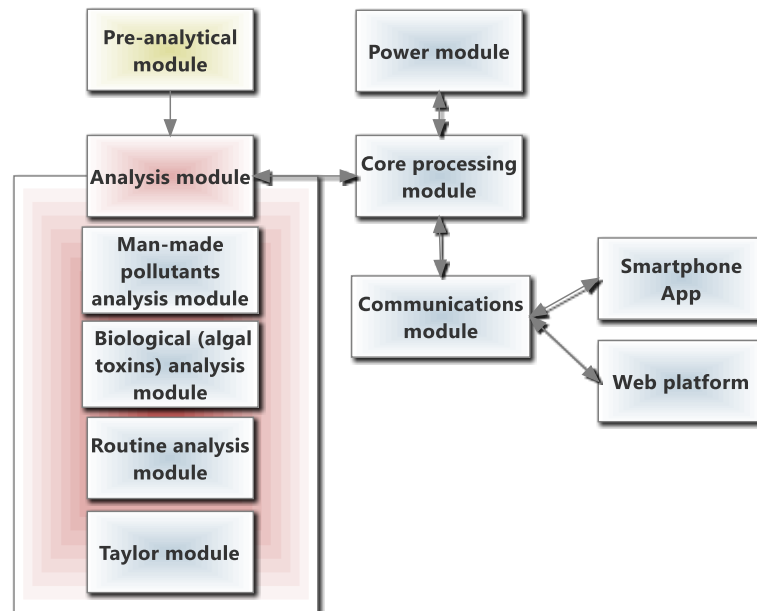 Pre-analytical
module
Power module
Analysis module
Core processing
module
Man-made
pollutants
analysis module
Biological (algal
toxins) analysis
module
Routine analysis
module
Taylor module
Communications
module
Smartphone
App
Web platform